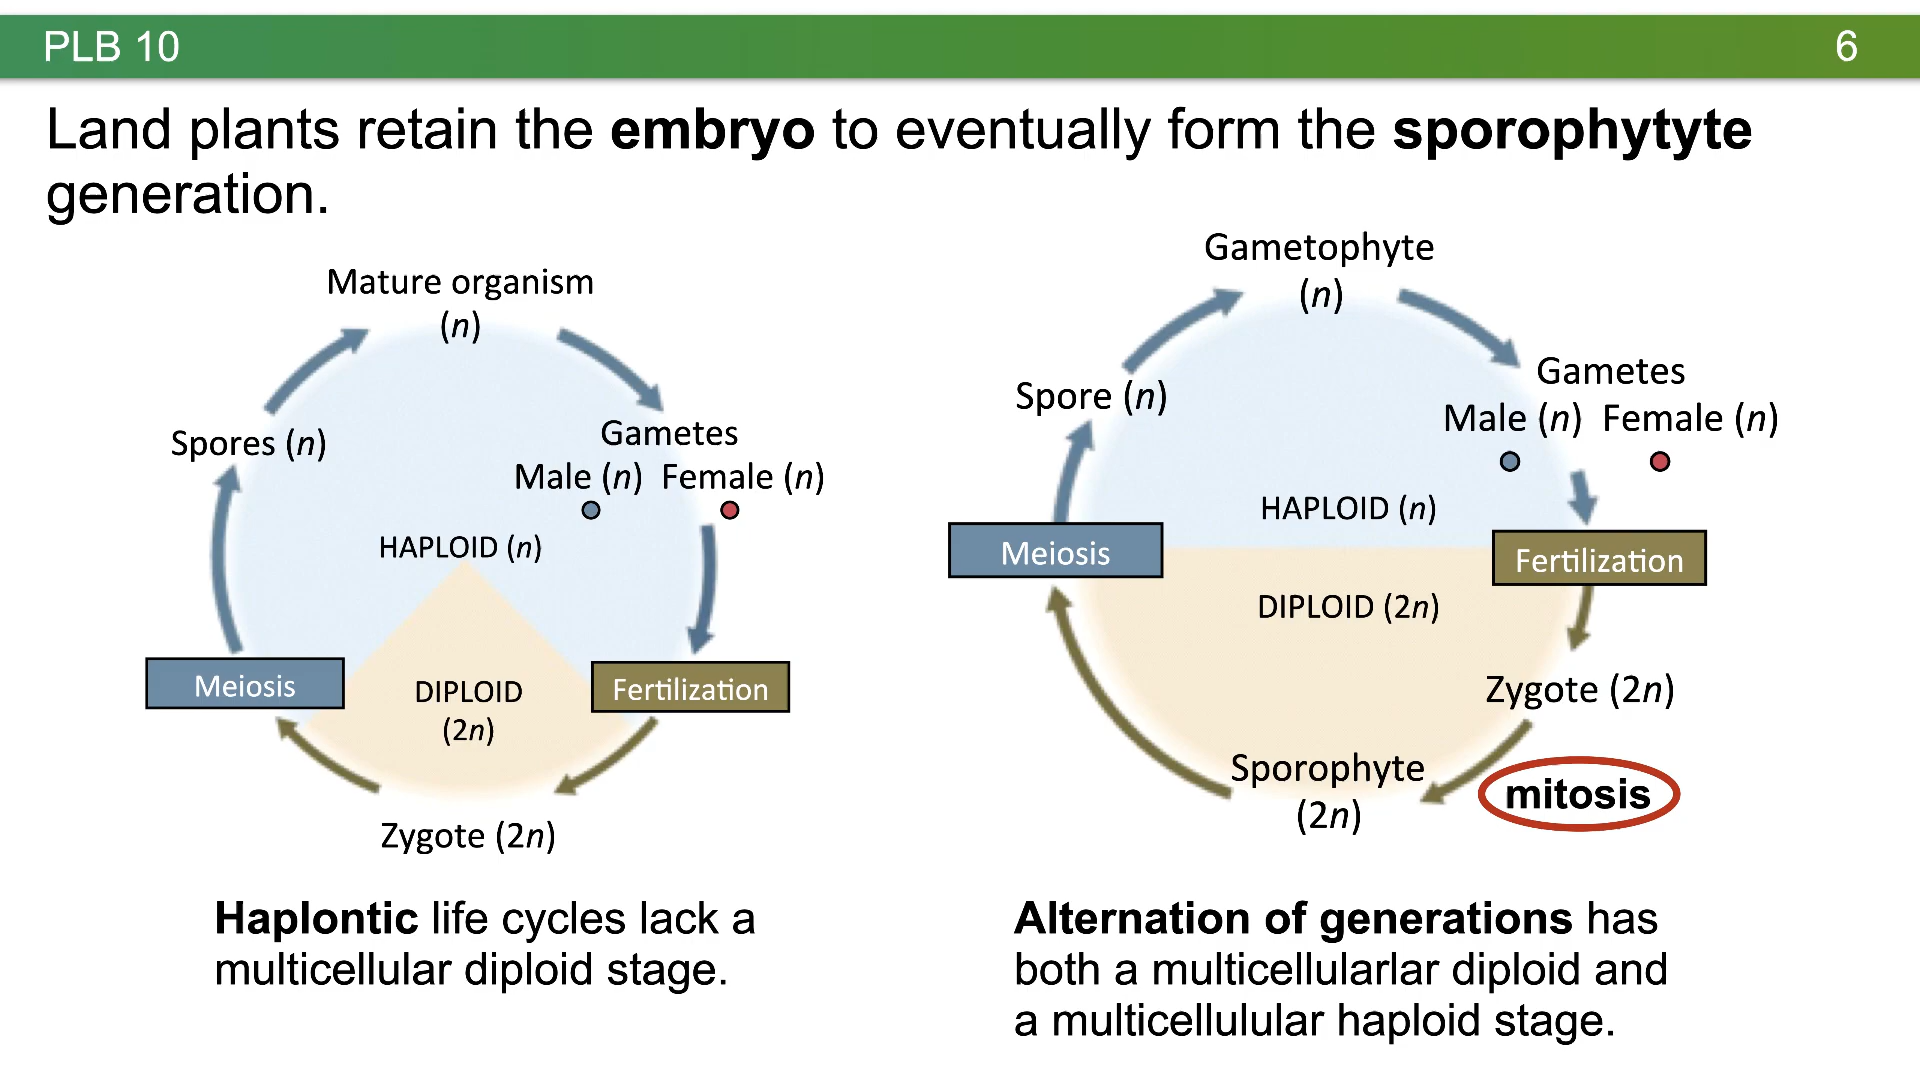 PLB 10
6
Land plants retain the embryo to eventually form the sporophytyte
generation.
Mature organism
(n)
Spores (n)
Gametes
Male (n) Female (n)
HAPLOID (n)
Meiosis
DIPLOID
(2n)
Fertilization
Zygote (2n)
Haplontic life cycles lack a
multicellular diploid stage.
Gametophyte
(n)
Spore (n)
Gametes
Male (n) Female (n)
HAPLOID (n)
Meiosis
Fertilization
DIPLOID (2n)
Zygote (2n)
Sporophyte
(2n)
mitosis
Alternation of generations has
both a multicellularlar diploid and
a multicellulular haploid stage.